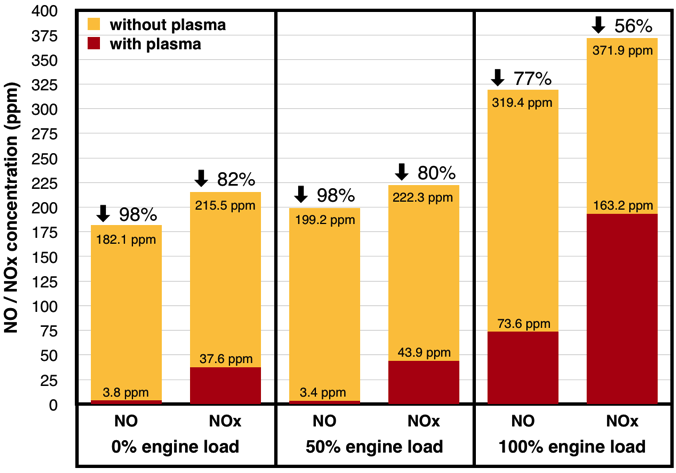 NO / NOx concentration (ppm)
400
375
350
325
300
275
250
225
200
175
150
125
100
75
50
25
0
without plasma
with plasma
98%
182.1 ppm
3.8 ppm
82%
215.5 ppm
37.6 ppm
98%
199.2 ppm
3.4 ppm
80%
222.3 ppm
43.9 ppm
77%
319.4 ppm
73.6 ppm
56%
371.9 ppm
163.2 ppm
NO NOx NO NOx NO NOx
0% engine load 50% engine load 100% engine load